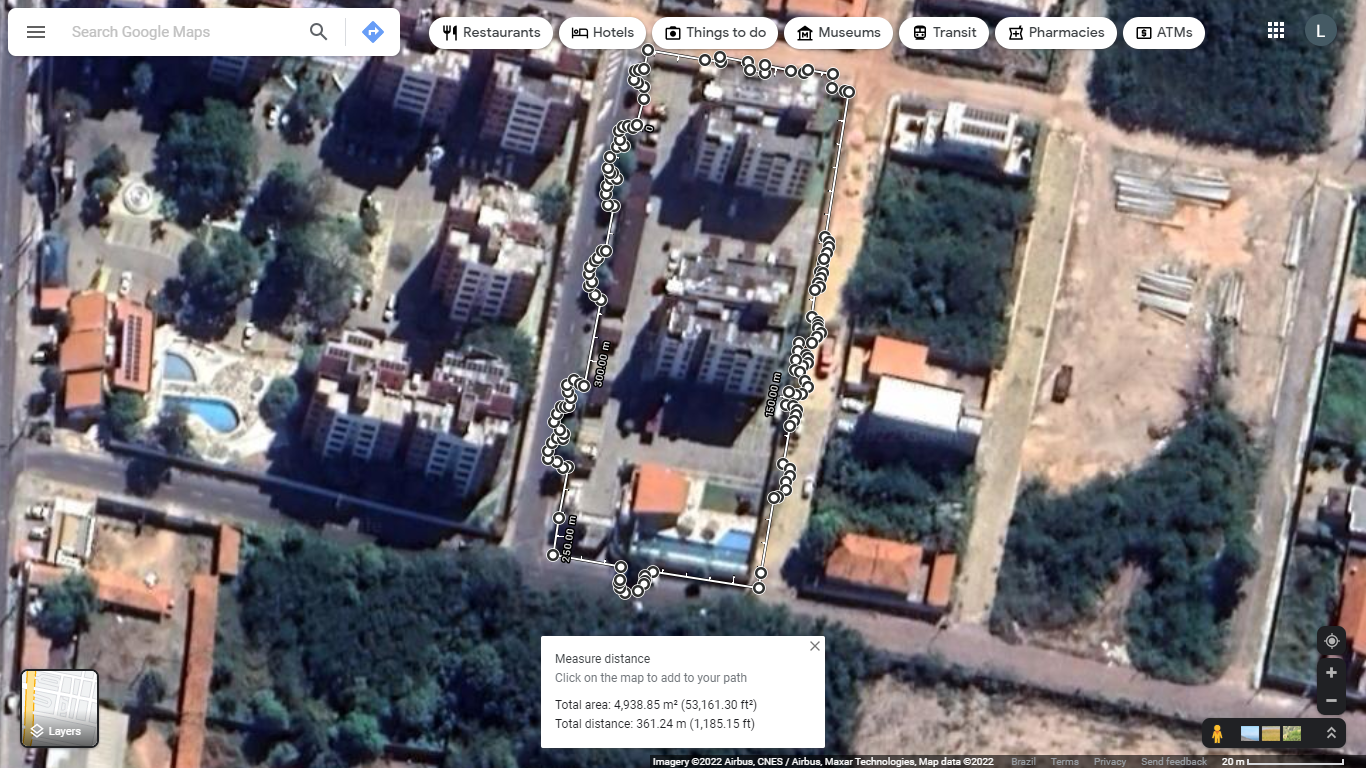 Search Google Maps
Restaurants
Hotels
Things to do
Museums
Transit
Pharmacies
ATMs
L
0
300.00 m
150.00 m
250.00 m
Measure distance
Click on the map to add to your path
Total area: 4,938.85 m² (53,161.30 ft²)
Total distance: 361.24 m (1,185.15 ft)
Layers
Imagery ©2022 Airbus, CNES / Airbus, Maxar Technologies, Map data ©2022 Brazil Terms Privacy Send feedback 20 m